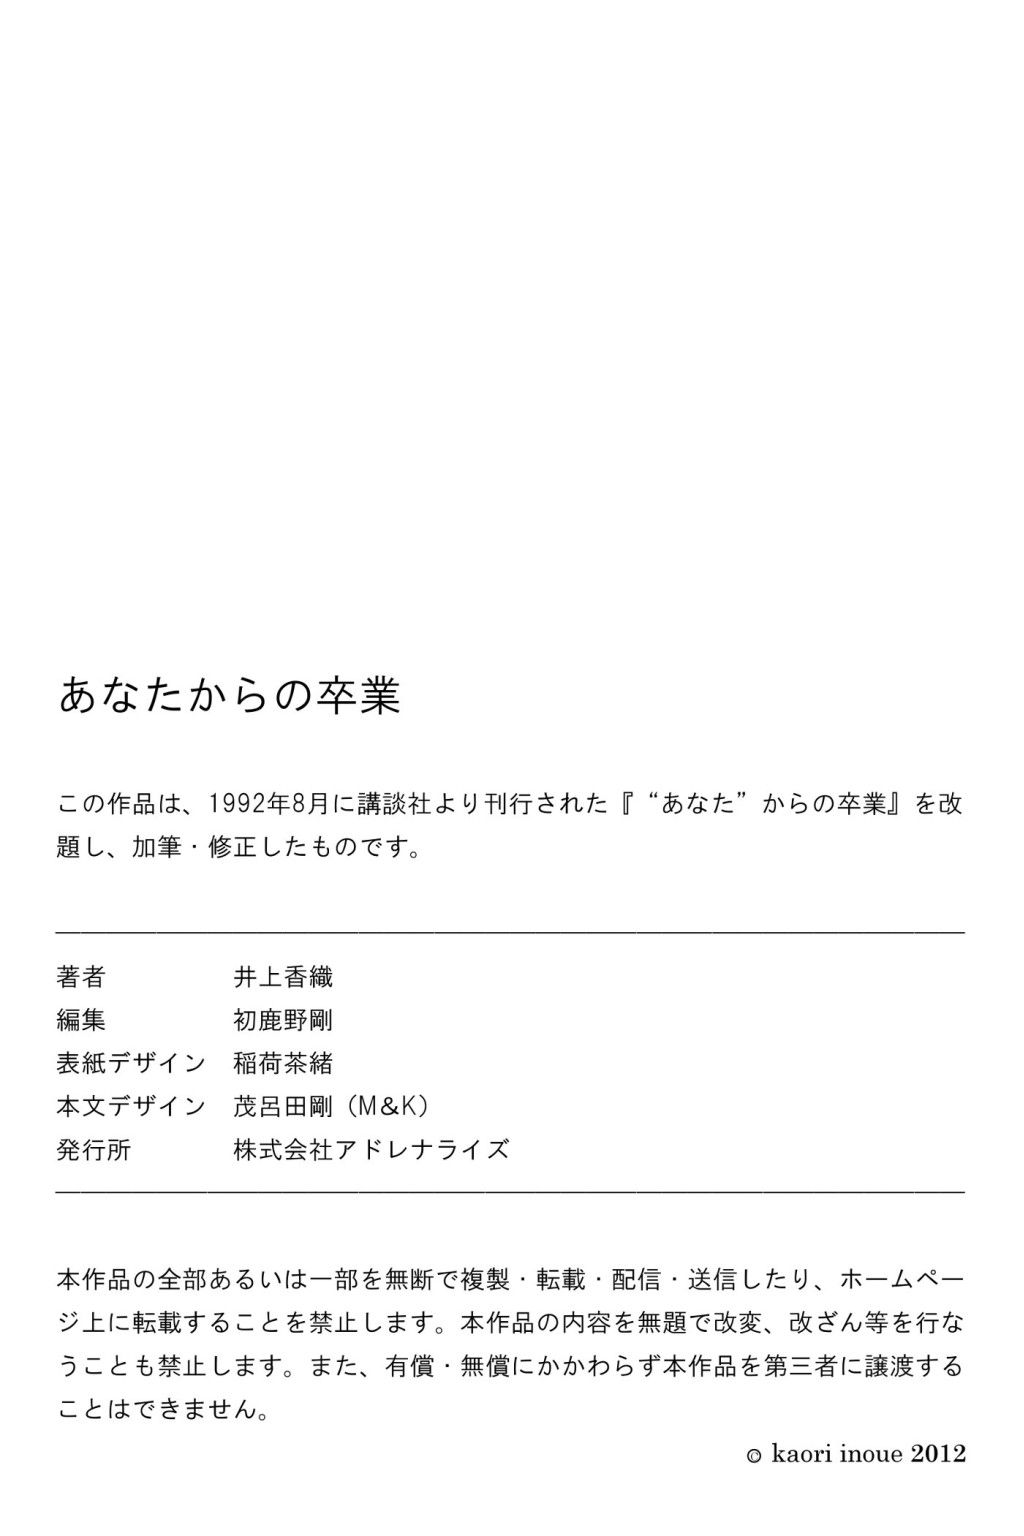 あなたからの卒業
この作品は、1992年8月に講談社より刊行された『“あなた”からの卒業』を改
題し、加筆・修正したものです。
著者　井上香織
編集　初鹿野剛
表紙デザイン　稲荷茶緒
本文デザイン　茂呂田剛（M&K）
発行所　株式会社アドレナライズ
本作品の全部あるいは一部を無断で複製・転載・配信・送信したり、ホームペー
ジ上に転載することを禁止します。本作品の内容を無題で改変、改ざん等を行な
うことも禁止します。また、有償・無償にかかわらず本作品を第三者に譲渡する
ことはできません。
© kaori inoue 2012